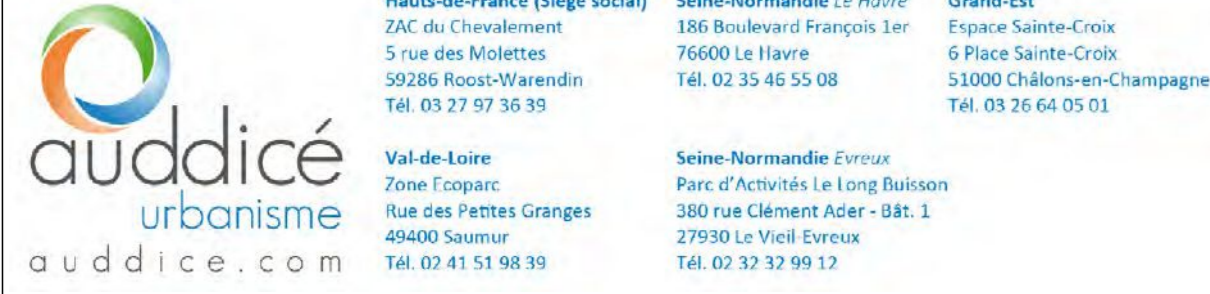 auddicé
urbanisme
auddice.com
Hauts-de-France (Siège social)
ZAC du Chevalement
5 rue des Molettes
59286 Roost-Warendin
Tél. 03 27 97 36 39
Seine-Normandie Le Havre
186 Boulevard François 1er
76600 Le Havre
Tél. 02 35 46 55 08
Grand-Est
Espace Sainte-Croix
6 Place Sainte-Croix
51000 Châlons-en-Champagne
Tél. 03 26 64 05 01
Val-de-Loire
Zone Ecoparc
Rue des Petites Granges
49400 Saumur
Tél. 02 41 51 98 39
Seine-Normandie Evreux
Parc d'Activités Le Long Buisson
380 rue Clément Ader - Bât. 1
27930 Le Vieil-Evreux
Tél. 02 32 32 99 12